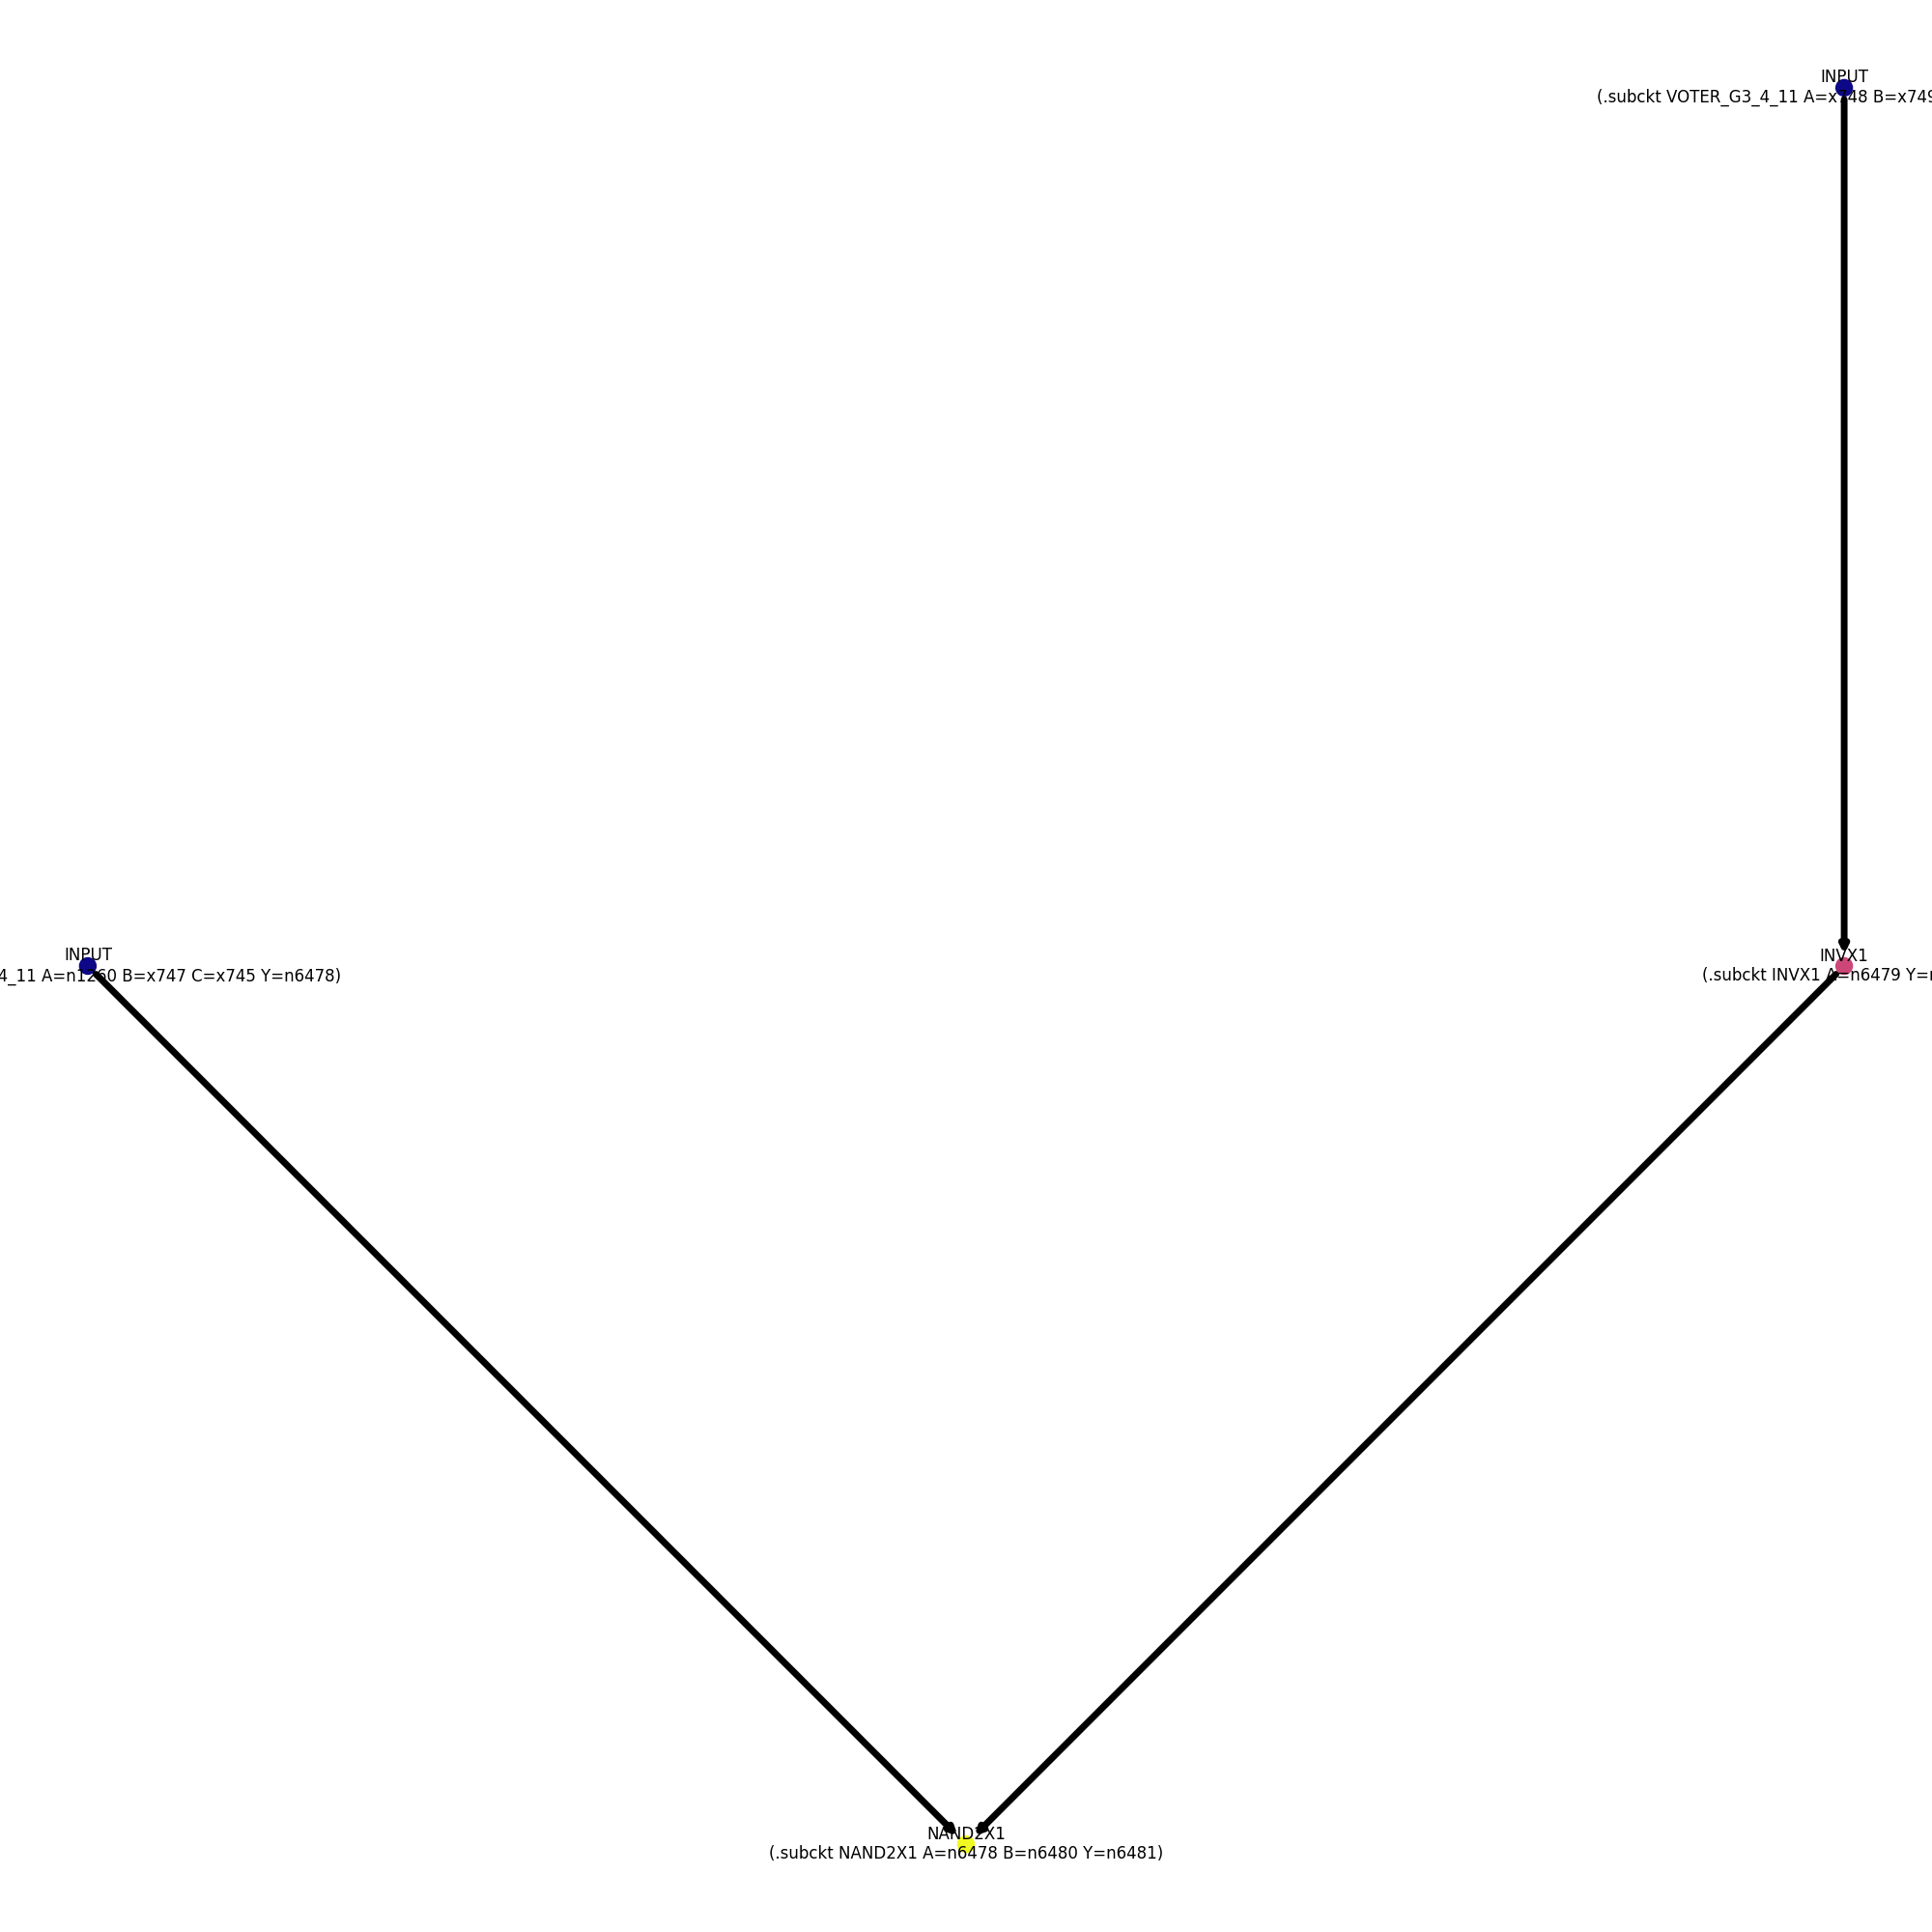 INPUT
(.subckt VOTER_G3_4_11 A=x748 B=x749
INPUT
4_11 A=n1260 B=x747 C=x745 Y=n6478)
INVX1
(.subckt INVX1 A=n6479 Y=
NAND2X1
(.subckt NAND2X1 A=n6478 B=n6480 Y=n6481)